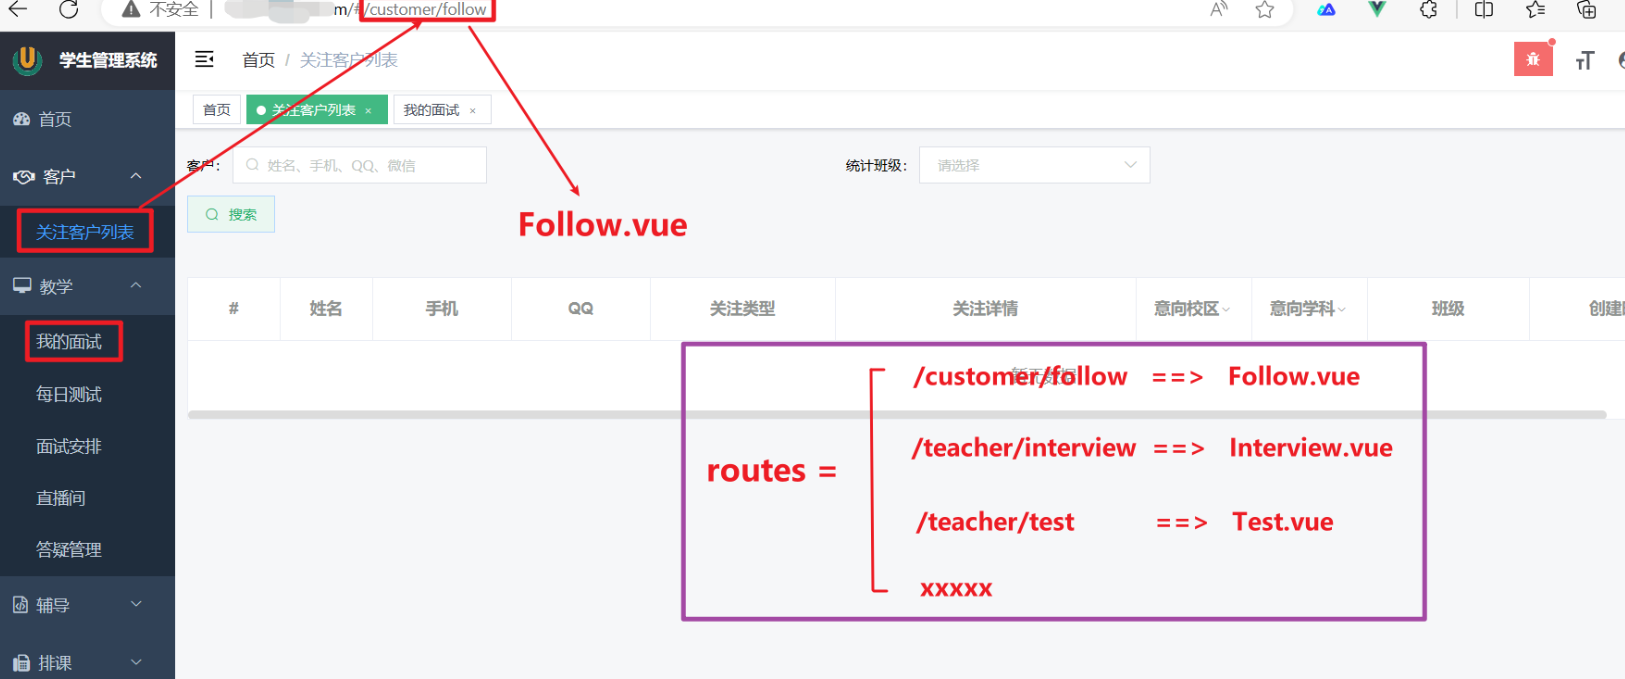 不安全
m/#/customer/follow
学生管理系统
首页 / 关注客户列表
首页
关注客户列表 ×
我的面试 ×
首页
客户
关注客户列表
教学
我的面试
每日测试
面试安排
直播间
答疑管理
辅导
排课
客户：
姓名、手机、QQ、微信
统计班级：
请选择
搜索
Follow.vue
# 姓名 手机 QQ 关注类型 关注详情 意向校区 意向学科 班级 创建
暂无数据
routes =
/customer/follow ==> Follow.vue
/teacher/interview ==> Interview.vue
/teacher/test ==> Test.vue
xxxxx